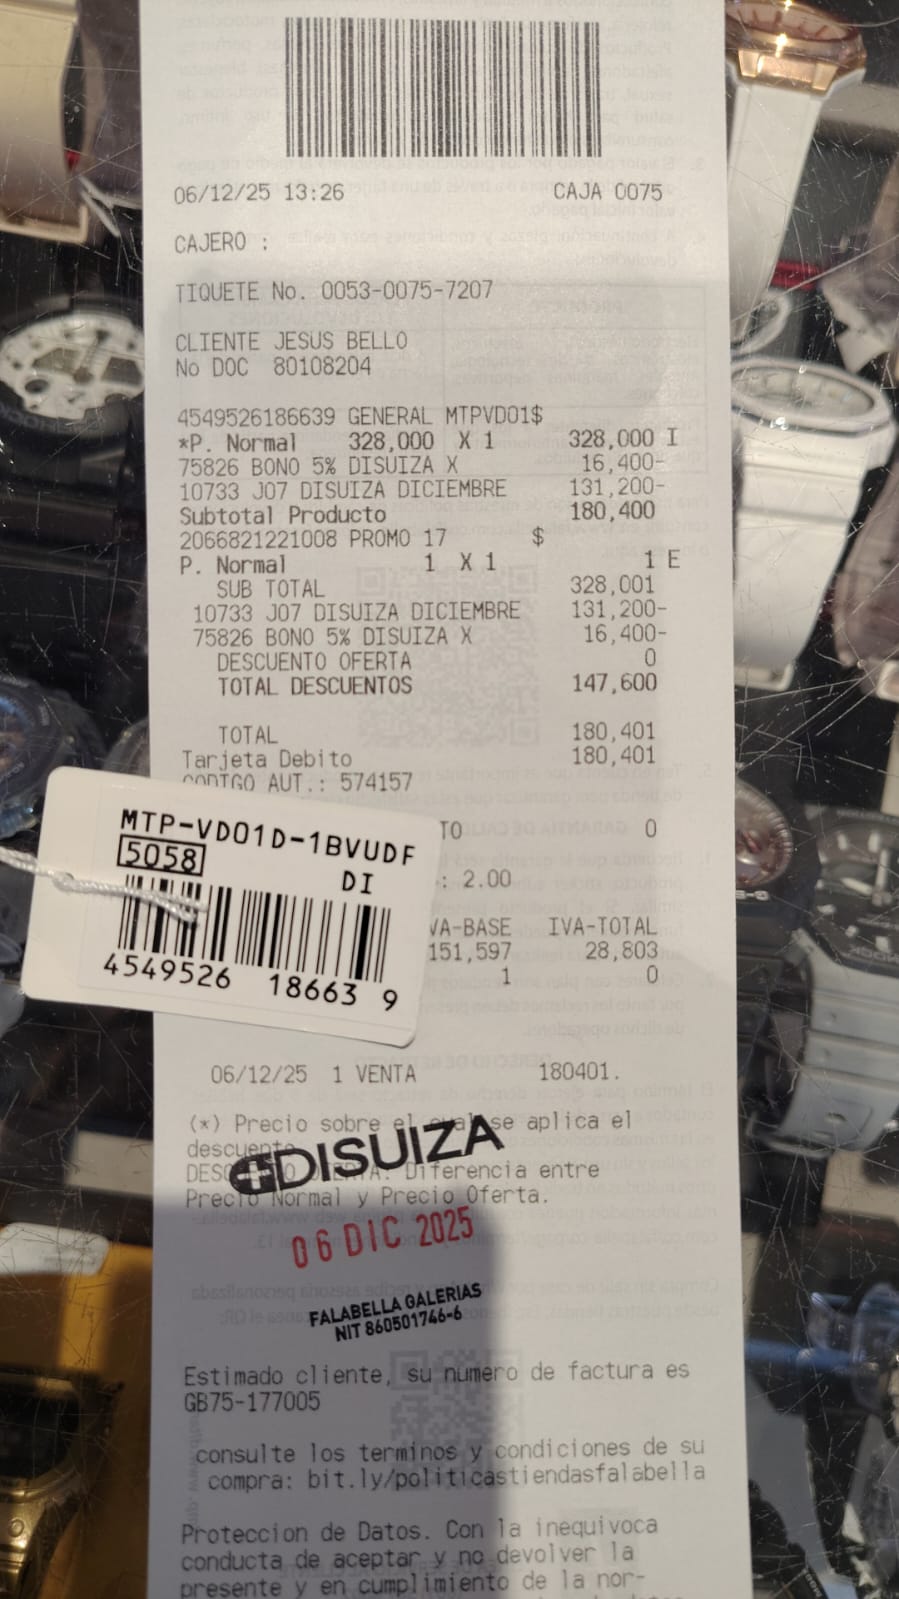 06/12/25 13:26 CAJA 0075
CAJERO :
TIQUETE No. 0053-0075-7207
CLIENTE JESUS BELLO
No DOC 80108204
4549526186639 GENERAL MTPVD01$
*P. Normal 328,000 X 1 328,000 I
75826 BONO 5% DISUIZA X 16,400-
10733 J07 DISUIZA DICIEMBRE 131,200-
Subtotal Producto 180,400
2066821221008 PROMO 17 $
P. Normal 1 X 1 1 E
SUB TOTAL 328,001
10733 J07 DISUIZA DICIEMBRE 131,200-
75826 BONO 5% DISUIZA X 16,400-
DESCUENTO OFERTA 0
TOTAL DESCUENTOS 147,600
TOTAL 180,401
Tarjeta Debito 180,401
CODIGO AUT.: 574157
TO 0
: 2.00
VA-BASE IVA-TOTAL
151,597 28,803
1 0
MTP-VD01D-1BVUDF
5058
DI
4549526 18663 9
06/12/25 1 VENTA 180401.
(*) Precio sobre el cual se aplica el
descuento
DESCUENTO OFERTA: Diferencia entre
Precio Normal y Precio Oferta.
DISUIZA
06 DIC 2025
FALABELLA GALERIAS
NIT 860501746-6
Estimado cliente, su numero de factura es
GB75-177005
consulte los terminos y condiciones de su
compra: bit.ly/politicastiendasfalabella
Proteccion de Datos. Con la inequivoca
conducta de aceptar y no devolver la
presente y en cumplimiento de la nor-